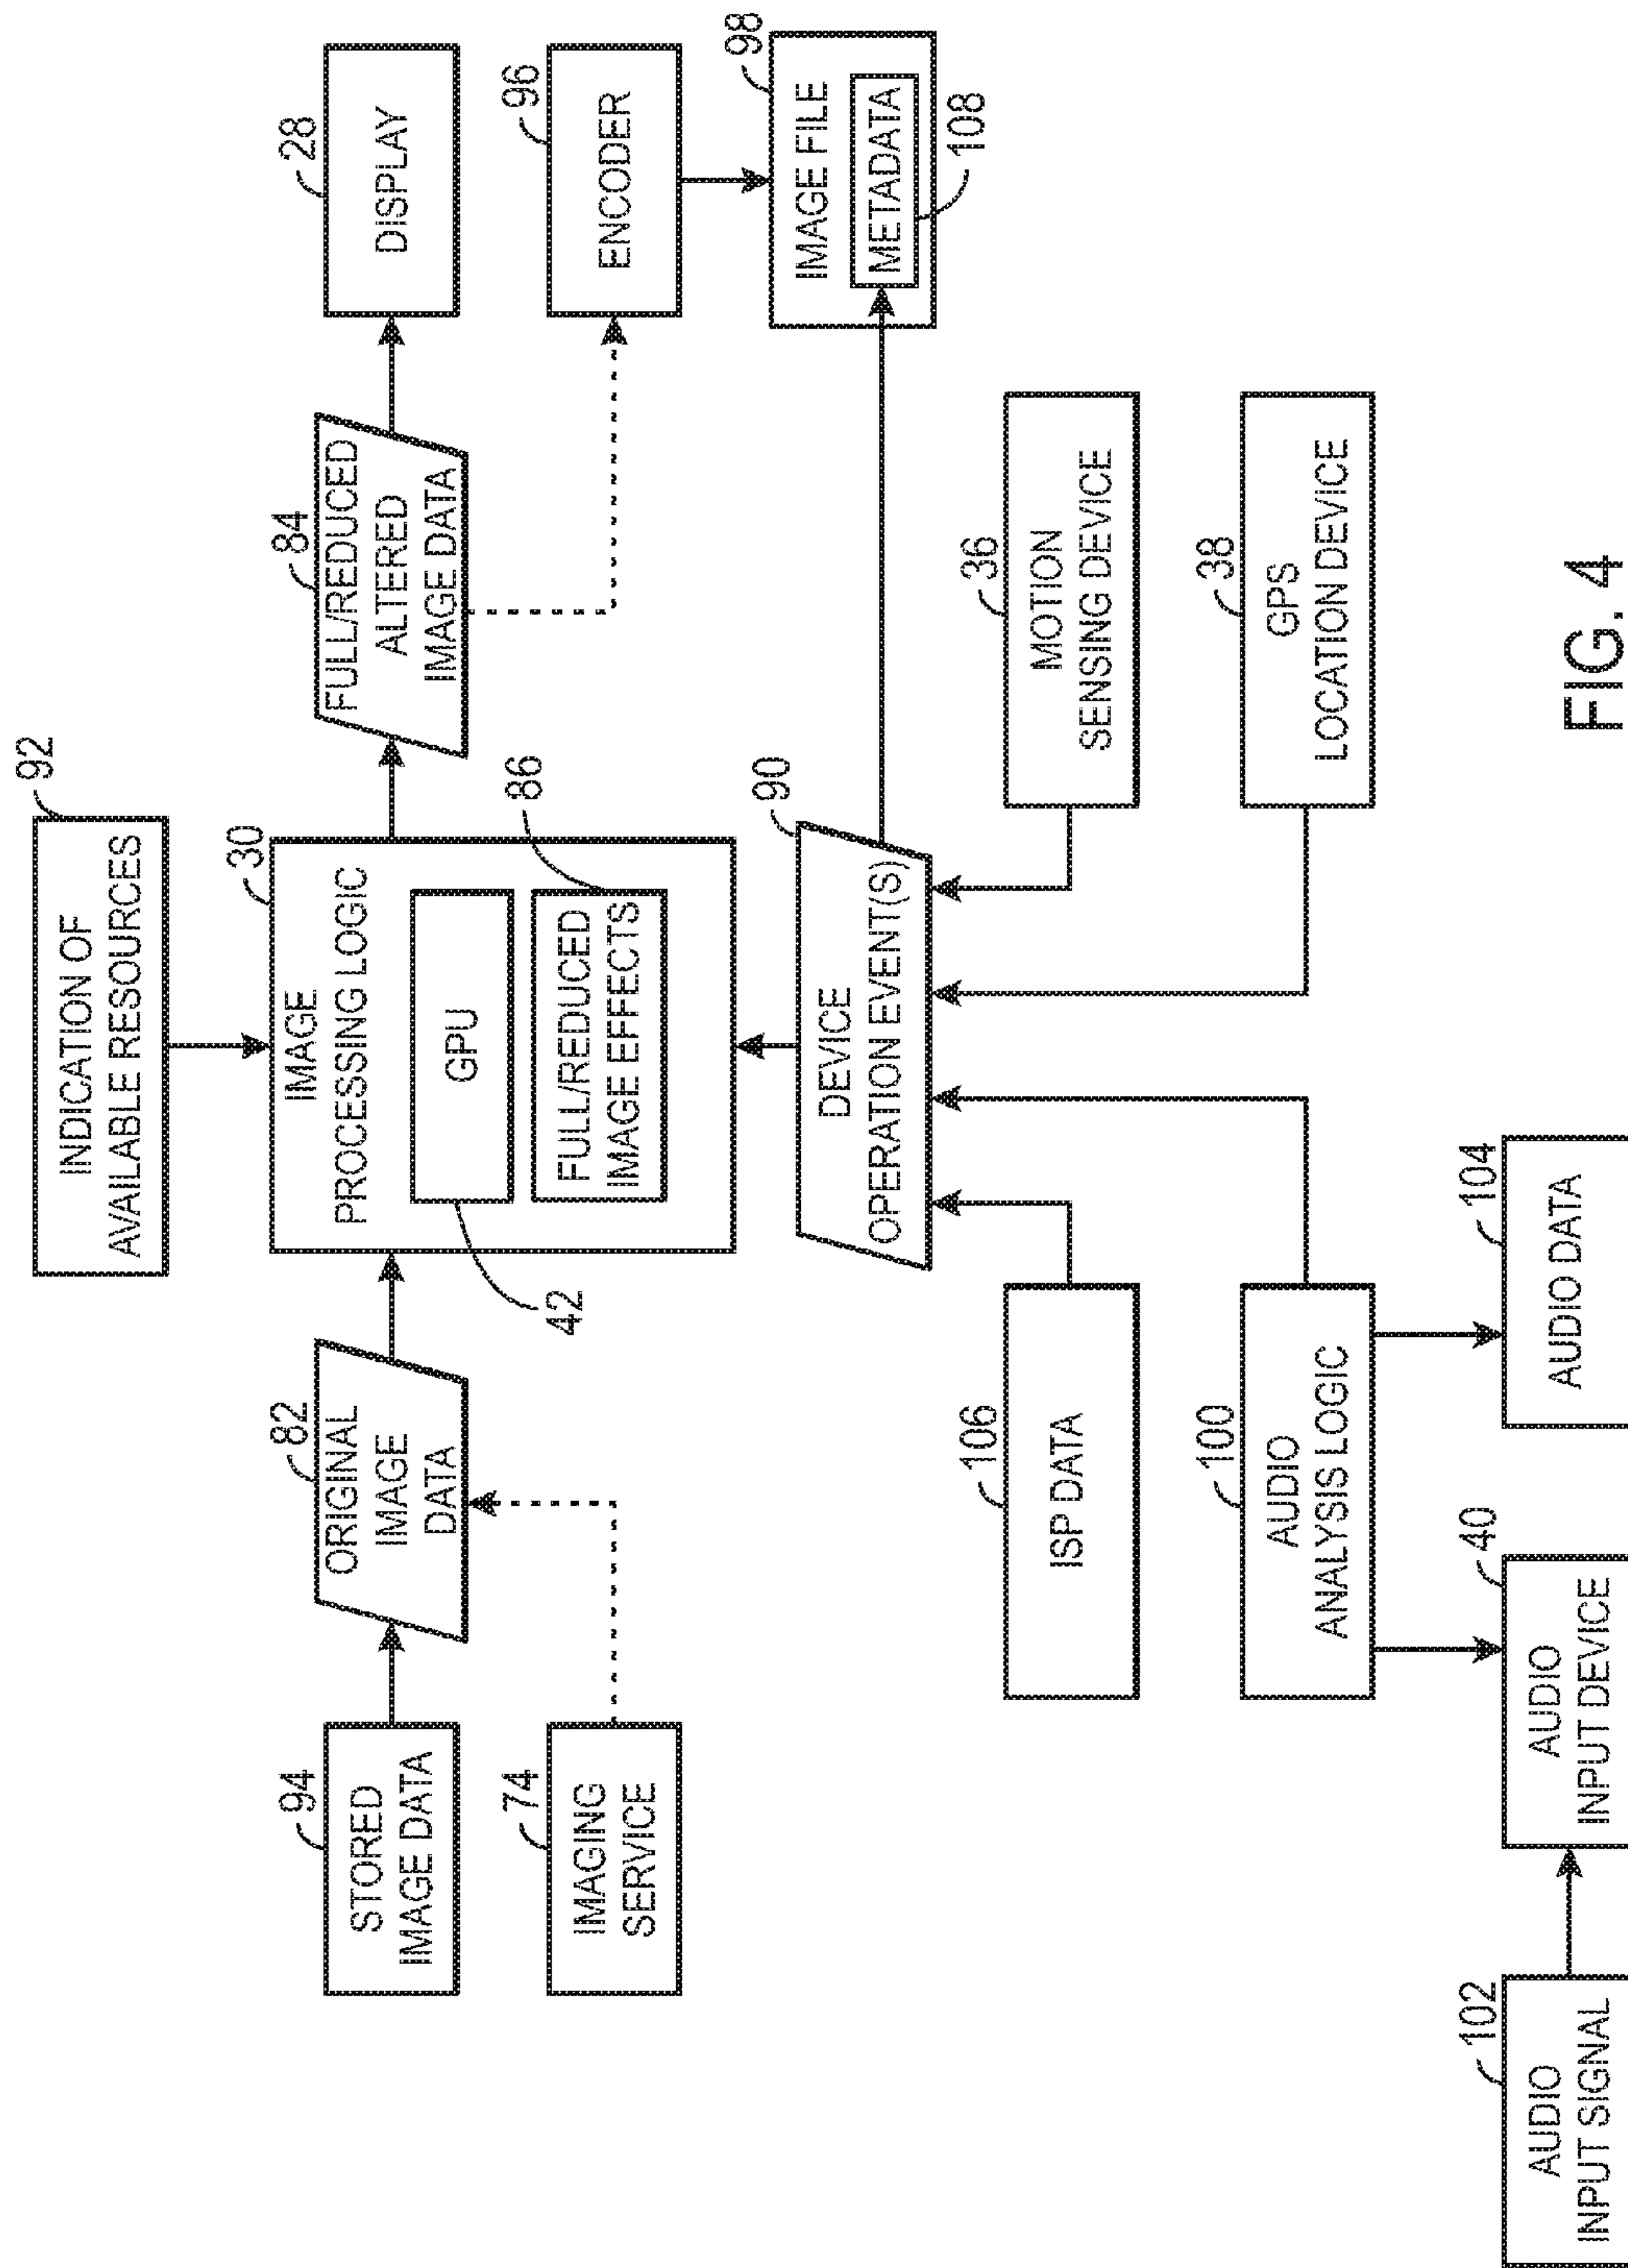 92
INDICATION OF
AVAILABLE RESOURCES
94
STORED
IMAGE DATA
82
ORIGINAL
IMAGE
DATA
30
IMAGE
PROCESSING LOGIC
GPU
42
FULL/REDUCED
IMAGE EFFECTS
86
84
FULL/REDUCED
ALTERED
IMAGE DATA
28
DISPLAY
74
IMAGING
SERVICE
96
ENCODER
98
IMAGE FILE
METADATA
108
90
DEVICE
OPERATION EVENT(S)
106
ISP DATA
36
MOTION
SENSING DEVICE
100
AUDIO
ANALYSIS LOGIC
38
GPS
LOCATION DEVICE
102
AUDIO
INPUT SIGNAL
40
AUDIO
INPUT DEVICE
104
AUDIO DATA
FIG. 4